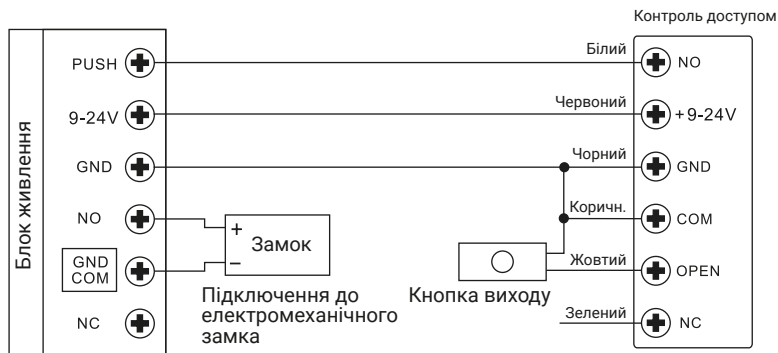 Контроль доступом
Блок живлення
PUSH
Білий
NO
9-24V
Червоний
+9-24V
GND
Чорний
GND
NO
+
Замок
–
Коричн.
COM
GND
COM
Підключення до
електромеханічного
замка
Кнопка виходу
Жовтий
OPEN
NC
Зелений
NC